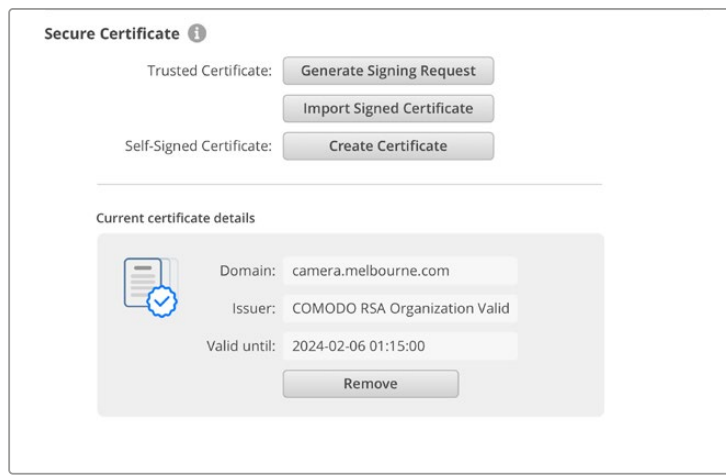 Secure Certificate
Trusted Certificate: Generate Signing Request
Import Signed Certificate
Self-Signed Certificate: Create Certificate
Current certificate details
Domain: camera.melbourne.com
Issuer: COMODO RSA Organization Valid
Valid until: 2024-02-06 01:15:00
Remove